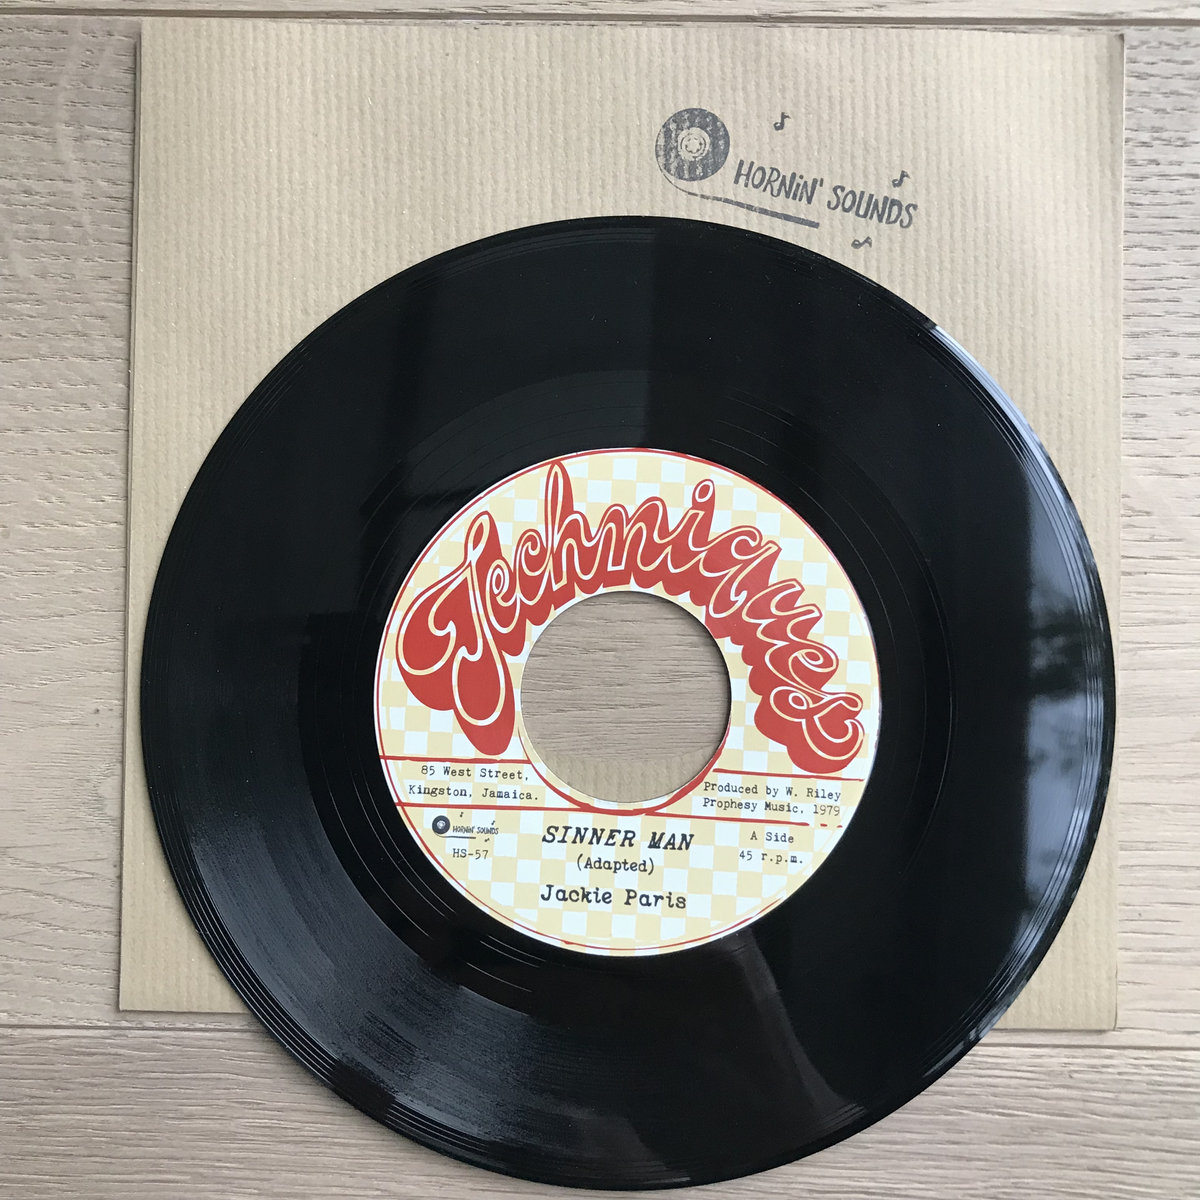 HORNiN' SOUNDS
Techniques
85 West Street,
Kingston, Jamaica.
Produced by W. Riley
Prophesy Music, 1979
HORNiN' SOUNDS
HS-57
SINNER MAN
(Adapted)
Jackie Paris
A Side
45 r.p.m.